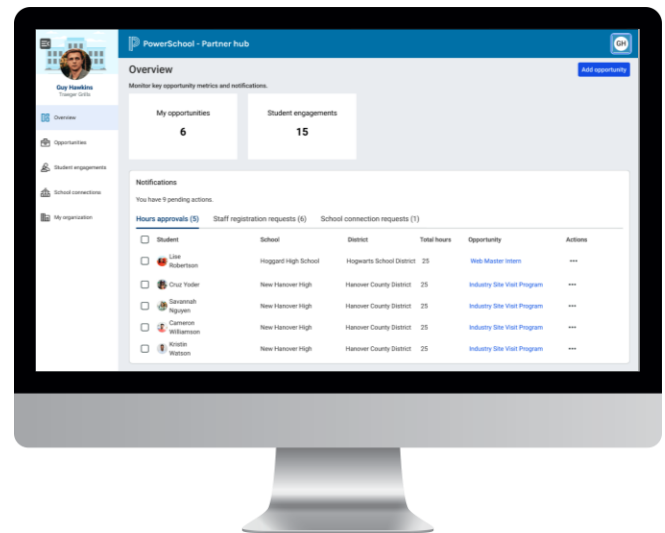 PowerSchool - Partner hub
GH
Guy Hawkins
Traeger Grills
Overview
Opportunities
Student engagements
School connections
My organization
Overview
Add opportunity
Monitor key opportunity metrics and notifications.
My opportunities
6
Student engagements
15
Notifications
You have 9 pending actions.
Hours approvals (5) Staff registration requests (6) School connection requests (1)
Student School District Total hours Opportunity Actions
Lise
Robertson Hoggard High School Hogwarts School District 25 Web Master Intern
Cruz Yoder New Hanover High Hanover County District 25 Industry Site Visit Program
Savannah
Nguyen New Hanover High Hanover County District 25 Industry Site Visit Program
Cameron
Williamson New Hanover High Hanover County District 25 Industry Site Visit Program
Kristin
Watson New Hanover High Hanover County District 25 Industry Site Visit Program